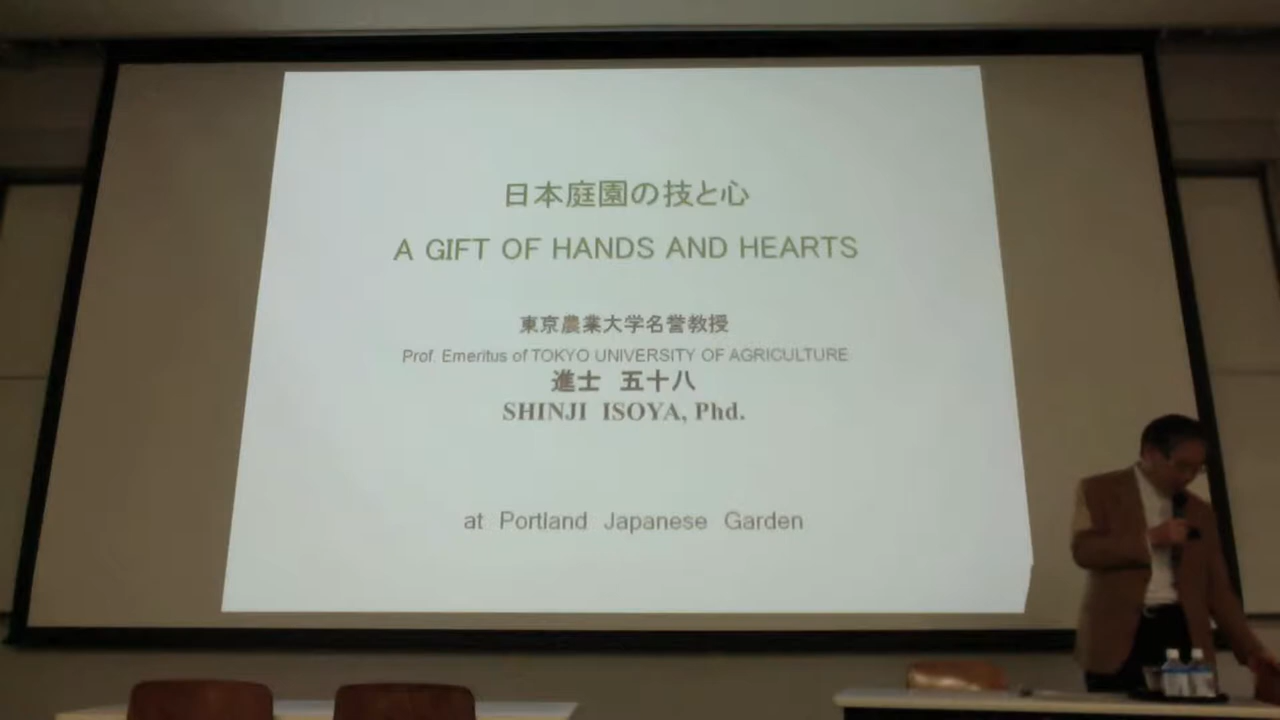 日本庭園の技と心
A GIFT OF HANDS AND HEARTS
東京農業大学名誉教授
Prof. Emeritus of TOKYO UNIVERSITY OF AGRICULTURE
進士　五十八
SHINJI ISOYA, Phd.
at Portland Japanese Garden